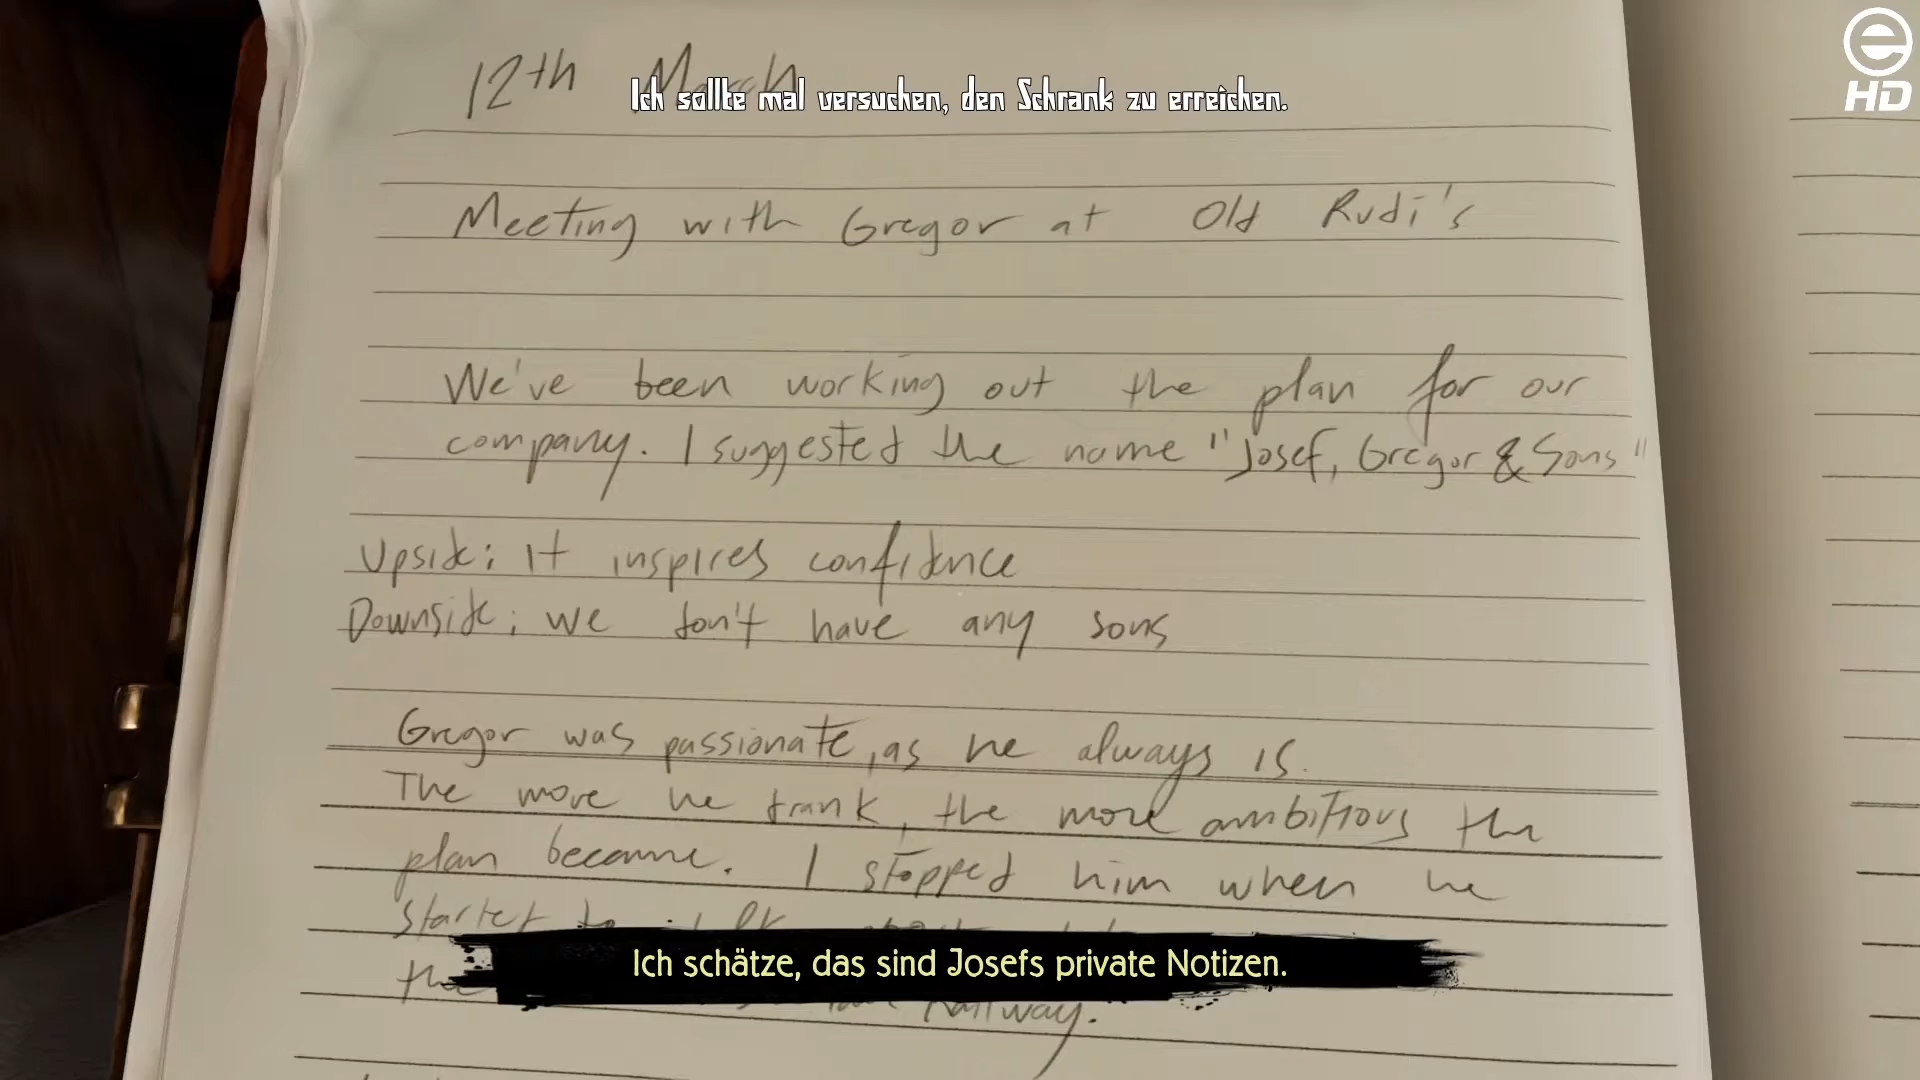 12th March
Ich sollte mal versuchen, den Schrank zu erreichen.
Meeting with Gregor at Old Rudi's
We've been working out the plan for our
company. I suggested the name "Josef, Gregor & Sons"
Upside: It inspires confidence
Downside: we don't have any sons
Gregor was passionate, as he always is.
The more he drank, the more ambitious the
plan became. I stopped him when he
started to
Ich schätze, das sind Josefs private Notizen.
Railway.
e
HD